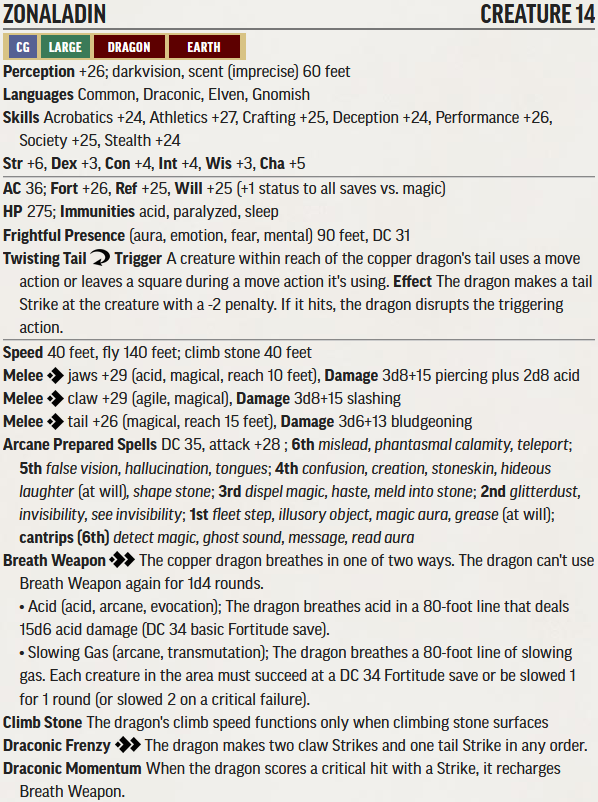 ZONALADIN CREATURE 14
CG LARGE DRAGON EARTH
Perception +26; darkvision, scent (imprecise) 60 feet
Languages Common, Draconic, Elven, Gnomish
Skills Acrobatics +24, Athletics +27, Crafting +25, Deception +24, Performance +26,
Society +25, Stealth +24
Str +6, Dex +3, Con +4, Int +4, Wis +3, Cha +5
AC 36; Fort +26, Ref +25, Will +25 (+1 status to all saves vs. magic)
HP 275; Immunities acid, paralyzed, sleep
Frightful Presence (aura, emotion, fear, mental) 90 feet, DC 31
Twisting Tail Trigger A creature within reach of the copper dragon's tail uses a move
action or leaves a square during a move action it's using. Effect The dragon makes a tail
Strike at the creature with a -2 penalty. If it hits, the dragon disrupts the triggering
action.
Speed 40 feet, fly 140 feet; climb stone 40 feet
Melee jaws +29 (acid, magical, reach 10 feet), Damage 3d8+15 piercing plus 2d8 acid
Melee claw +29 (agile, magical), Damage 3d8+15 slashing
Melee tail +26 (magical, reach 15 feet), Damage 3d6+13 bludgeoning
Arcane Prepared Spells DC 35, attack +28 ; 6th mislead, phantasmal calamity, teleport;
5th false vision, hallucination, tongues; 4th confusion, creation, stoneskin, hideous
laughter (at will), shape stone; 3rd dispel magic, haste, meld into stone; 2nd glitterdust,
invisibility, see invisibility; 1st fleet step, illusory object, magic aura, grease (at will);
cantrips (6th) detect magic, ghost sound, message, read aura
Breath Weapon The copper dragon breathes in one of two ways. The dragon can't use
Breath Weapon again for 1d4 rounds.
• Acid (acid, arcane, evocation); The dragon breathes acid in a 80-foot line that deals
15d6 acid damage (DC 34 basic Fortitude save).
• Slowing Gas (arcane, transmutation); The dragon breathes a 80-foot line of slowing
gas. Each creature in the area must succeed at a DC 34 Fortitude save or be slowed 1
for 1 round (or slowed 2 on a critical failure).
Climb Stone The dragon's climb speed functions only when climbing stone surfaces
Draconic Frenzy The dragon makes two claw Strikes and one tail Strike in any order.
Draconic Momentum When the dragon scores a critical hit with a Strike, it recharges
Breath Weapon.